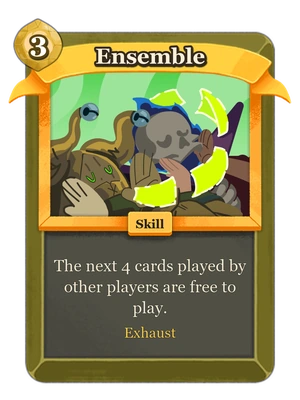 3
Ensemble
Skill
The next 4 cards played by
other players are free to
play.
Exhaust